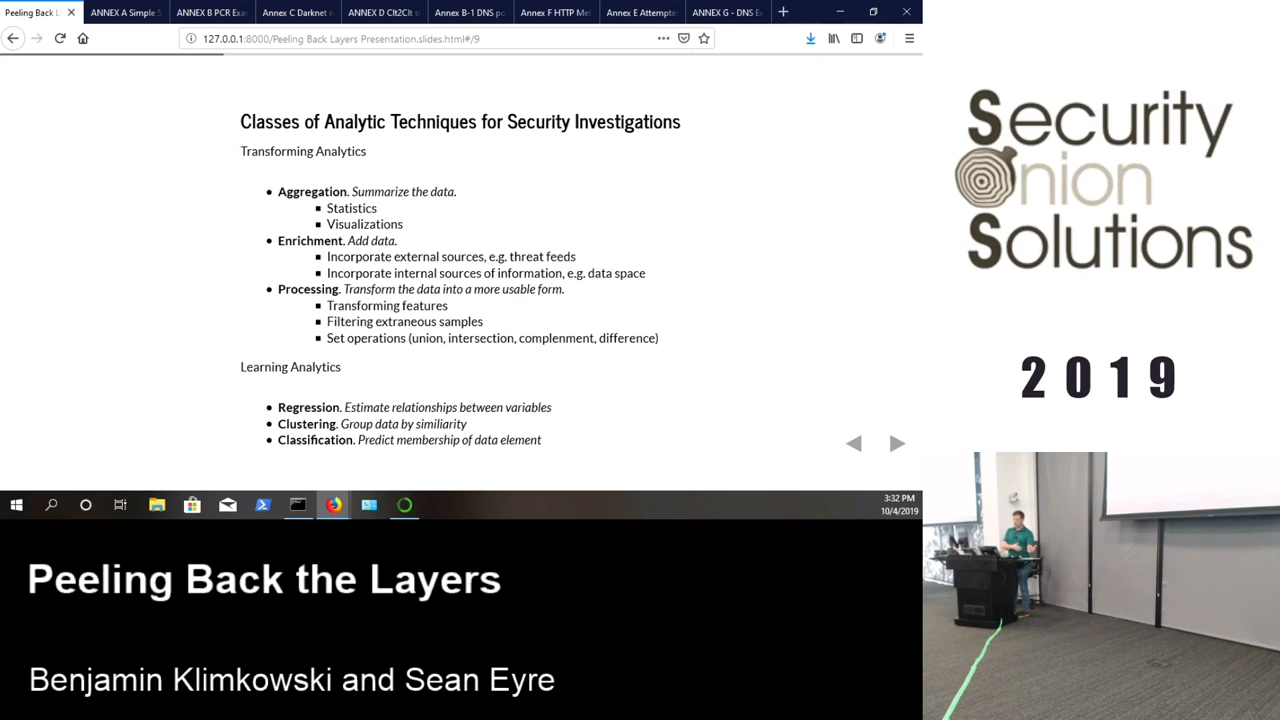 Peeling Back L
ANNEX A Simple S
ANNEX B PCR Exa
Annex C Darknet n
ANNEX D Clt2Clt s
Annex B-1 DNS po
Annex F HTTP Met
Annex E Attempte
ANNEX G - DNS E
127.0.0.1:8000/Peeling Back Layers Presentation.slides.html#/9
Classes of Analytic Techniques for Security Investigations
Transforming Analytics
Aggregation. Summarize the data.
Statistics
Visualizations
Enrichment. Add data.
Incorporate external sources, e.g. threat feeds
Incorporate internal sources of information, e.g. data space
Processing. Transform the data into a more usable form.
Transforming features
Filtering extraneous samples
Set operations (union, intersection, complenment, difference)
Learning Analytics
Regression. Estimate relationships between variables
Clustering. Group data by similiarity
Classification. Predict membership of data element
3:32 PM
10/4/2019
Security
Onion
Solutions
2019
Peeling Back the Layers
Benjamin Klimkowski and Sean Eyre